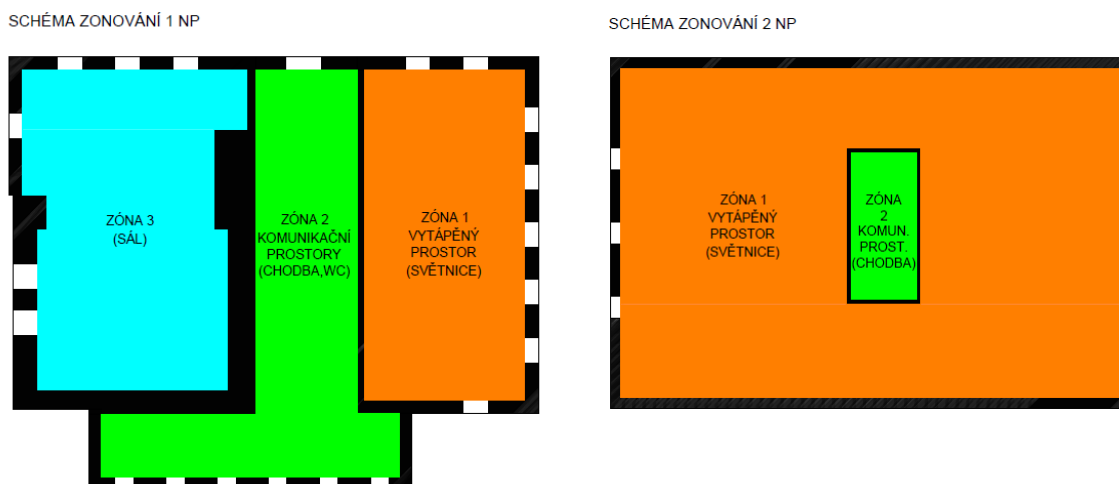 SCHÉMA ZONOVÁNÍ 1 NP
SCHÉMA ZONOVÁNÍ 2 NP
ZÓNA 3
(SÁL)
ZÓNA 2
KOMUNIKAČNÍ
PROSTORY
(CHODBA,WC)
ZÓNA 1
VYTÁPĚNÝ
PROSTOR
(SVĚTNICE)
ZÓNA 1
VYTÁPĚNÝ
PROSTOR
(SVĚTNICE)
ZÓNA
2
KOMUN.
PROST.
(CHODBA)